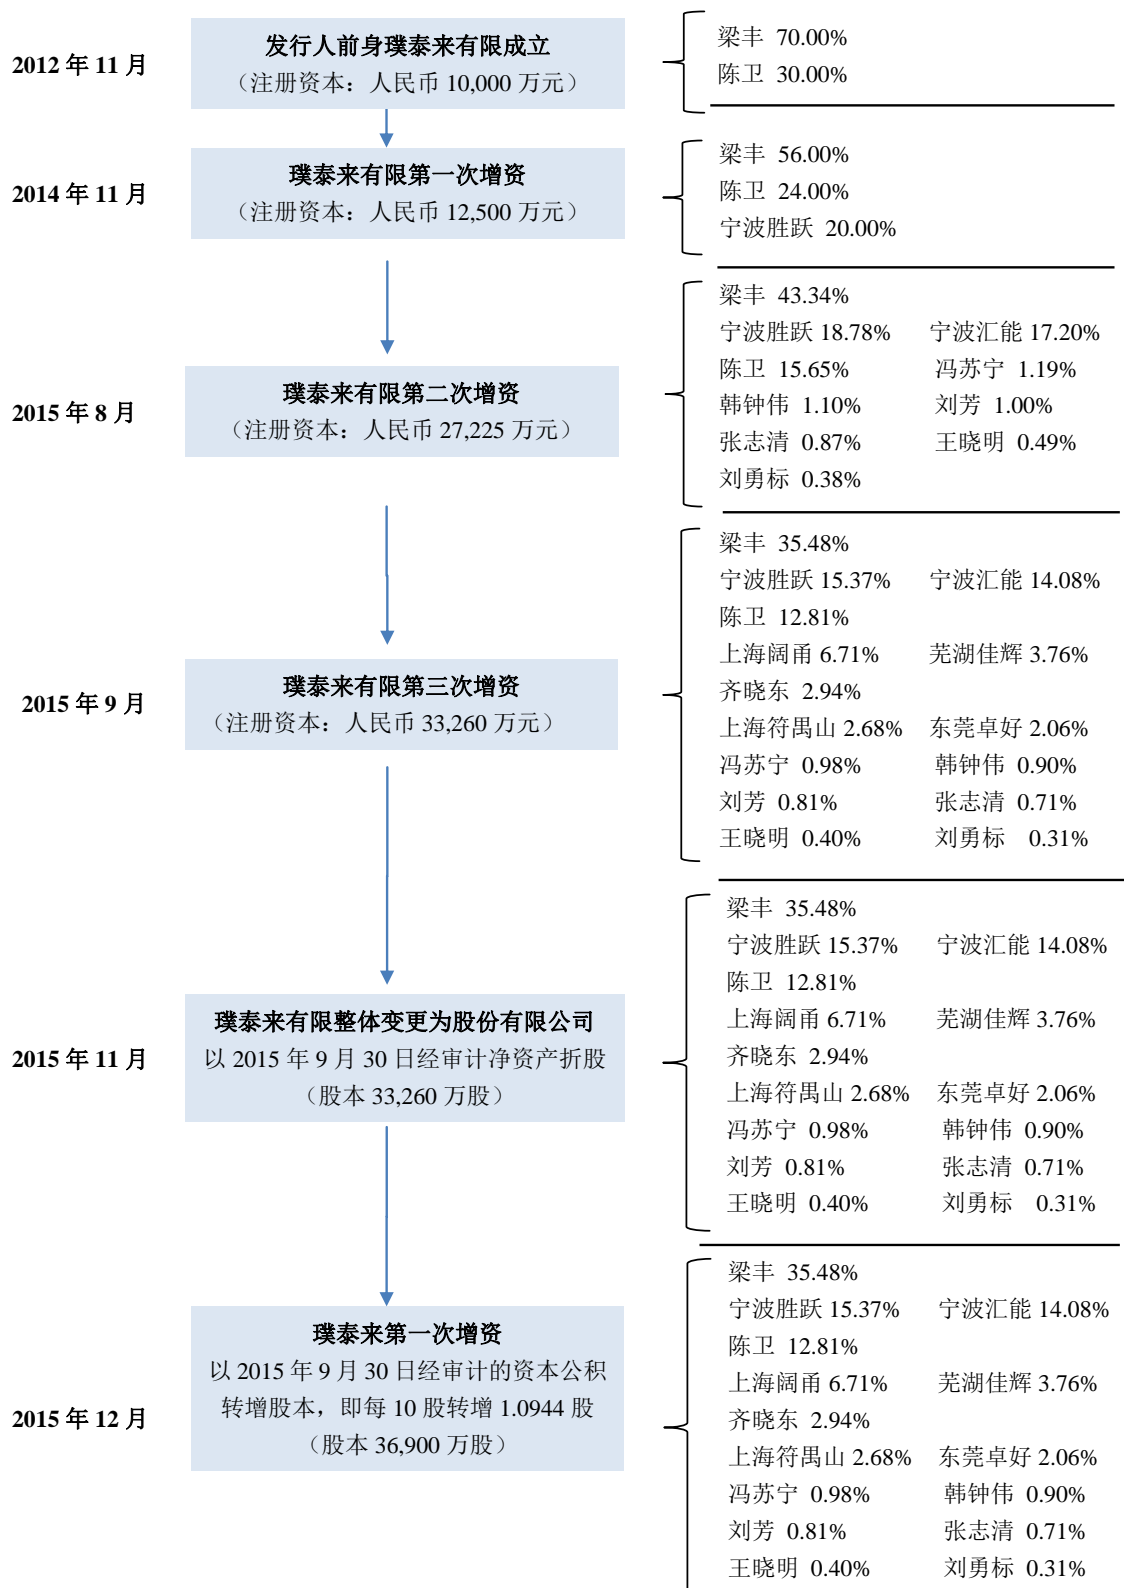 2012 年 11 月
发行人前身璞泰来有限成立
（注册资本：人民币 10,000 万元）
梁丰 70.00%
陈卫 30.00%
2014 年 11 月
璞泰来有限第一次增资
（注册资本：人民币 12,500 万元）
梁丰 56.00%
陈卫 24.00%
宁波胜跃 20.00%
2015 年 8 月
璞泰来有限第二次增资
（注册资本：人民币 27,225 万元）
梁丰 43.34%
宁波胜跃 18.78% 宁波汇能 17.20%
陈卫 15.65% 冯苏宁 1.19%
韩钟伟 1.10% 刘芳 1.00%
张志清 0.87% 王晓明 0.49%
刘勇标 0.38%
2015 年 9 月
璞泰来有限第三次增资
（注册资本：人民币 33,260 万元）
梁丰 35.48%
宁波胜跃 15.37% 宁波汇能 14.08%
陈卫 12.81%
上海阔甬 6.71% 芜湖佳辉 3.76%
齐晓东 2.94%
上海符禺山 2.68% 东莞卓好 2.06%
冯苏宁 0.98% 韩钟伟 0.90%
刘芳 0.81% 张志清 0.71%
王晓明 0.40% 刘勇标 0.31%
2015 年 11 月
璞泰来有限整体变更为股份有限公司
以 2015 年 9 月 30 日经审计净资产折股
（股本 33,260 万股）
梁丰 35.48%
宁波胜跃 15.37% 宁波汇能 14.08%
陈卫 12.81%
上海阔甬 6.71% 芜湖佳辉 3.76%
齐晓东 2.94%
上海符禺山 2.68% 东莞卓好 2.06%
冯苏宁 0.98% 韩钟伟 0.90%
刘芳 0.81% 张志清 0.71%
王晓明 0.40% 刘勇标 0.31%
2015 年 12 月
璞泰来第一次增资
以 2015 年 9 月 30 日经审计的资本公积
转增股本，即每 10 股转增 1.0944 股
（股本 36,900 万股）
梁丰 35.48%
宁波胜跃 15.37% 宁波汇能 14.08%
陈卫 12.81%
上海阔甬 6.71% 芜湖佳辉 3.76%
齐晓东 2.94%
上海符禺山 2.68% 东莞卓好 2.06%
冯苏宁 0.98% 韩钟伟 0.90%
刘芳 0.81% 张志清 0.71%
王晓明 0.40% 刘勇标 0.31%